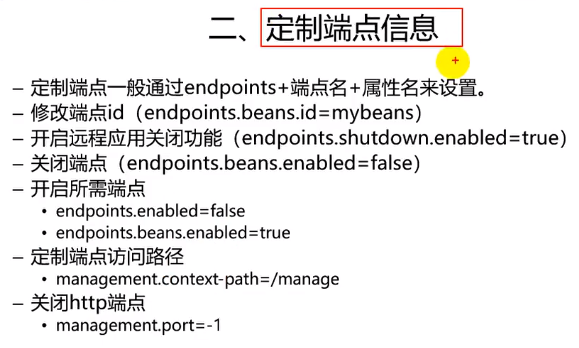 二、定制端点信息
– 定制端点一般通过endpoints+端点名+属性名来设置。
– 修改端点id（endpoints.beans.id=mybeans）
– 开启远程应用关闭功能（endpoints.shutdown.enabled=true）
– 关闭端点（endpoints.beans.enabled=false）
– 开启所需端点
• endpoints.enabled=false
• endpoints.beans.enabled=true
– 定制端点访问路径
• management.context-path=/manage
– 关闭http端点
• management.port=-1